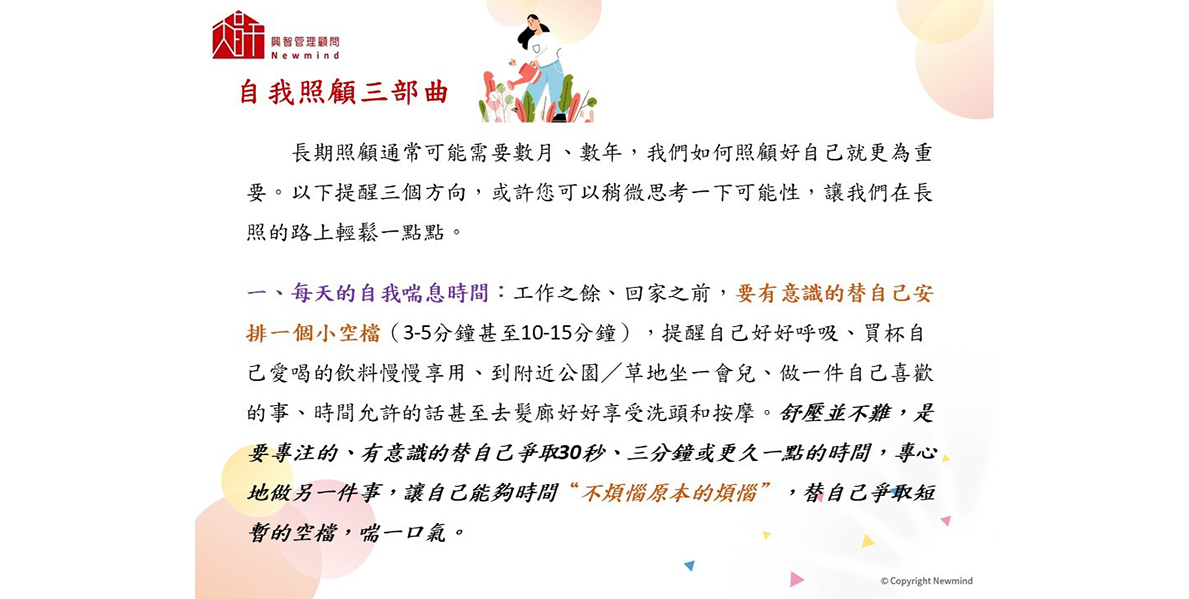 興智管理顧問
Newmind
自我照顧三部曲
長期照顧通常可能需要數月、數年，我們如何照顧好自己就更為重
要。以下提醒三個方向，或許您可以稍微思考一下可能性，讓我們在長
照的路上輕鬆一點點。
一、每天的自我喘息時間：工作之餘、回家之前，要有意識的替自己安
排一個小空檔（3-5分鐘甚至10-15分鐘），提醒自己好好呼吸、買杯自
己愛喝的飲料慢慢享用、到附近公園／草地坐一會兒、做一件自己喜歡
的事、時間允許的話甚至去髮廊好好享受洗頭和按摩。舒壓並不難，是
要專注的、有意識的替自己爭取30秒、三分鐘或更久一點的時間，專心
地做另一件事，讓自己能夠時間“不煩惱原本的煩惱”，替自己爭取短
暫的空檔，喘一口氣。
© Copyright Newmind